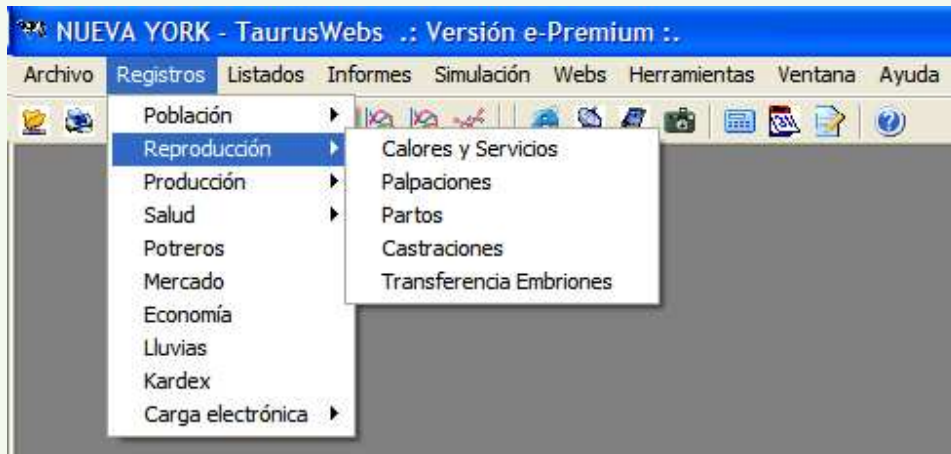 NUEVA YORK - TaurusWebs .: Versión e-Premium :.
Archivo Registros Listados Informes Simulación Webs Herramientas Ventana Ayuda
Población
Reproducción
Producción
Salud
Potreros
Mercado
Economía
Lluvias
Kardex
Carga electrónica
Calores y Servicios
Palpaciones
Partos
Castraciones
Transferencia Embriones